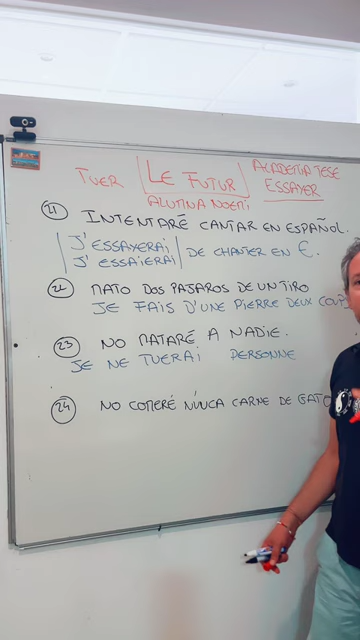 TUER LE FUTUR ACADEMIA TESE
ESSAYER
ALUMNA NOEMI
21 INTENTARÉ CANTAR EN ESPAÑOL.
J'ESSAYERAI
J'ESSAIERAI DE CHANTER EN E.
22 MATO DOS PAJAROS DE UN TIRO
JE FAIS D'UNE PIERRE DEUX COUPS
23 NO MATARÉ A NADIE.
JE NE TUERAI PERSONNE
24 NO COMERÉ NUNCA CARNE DE GATO